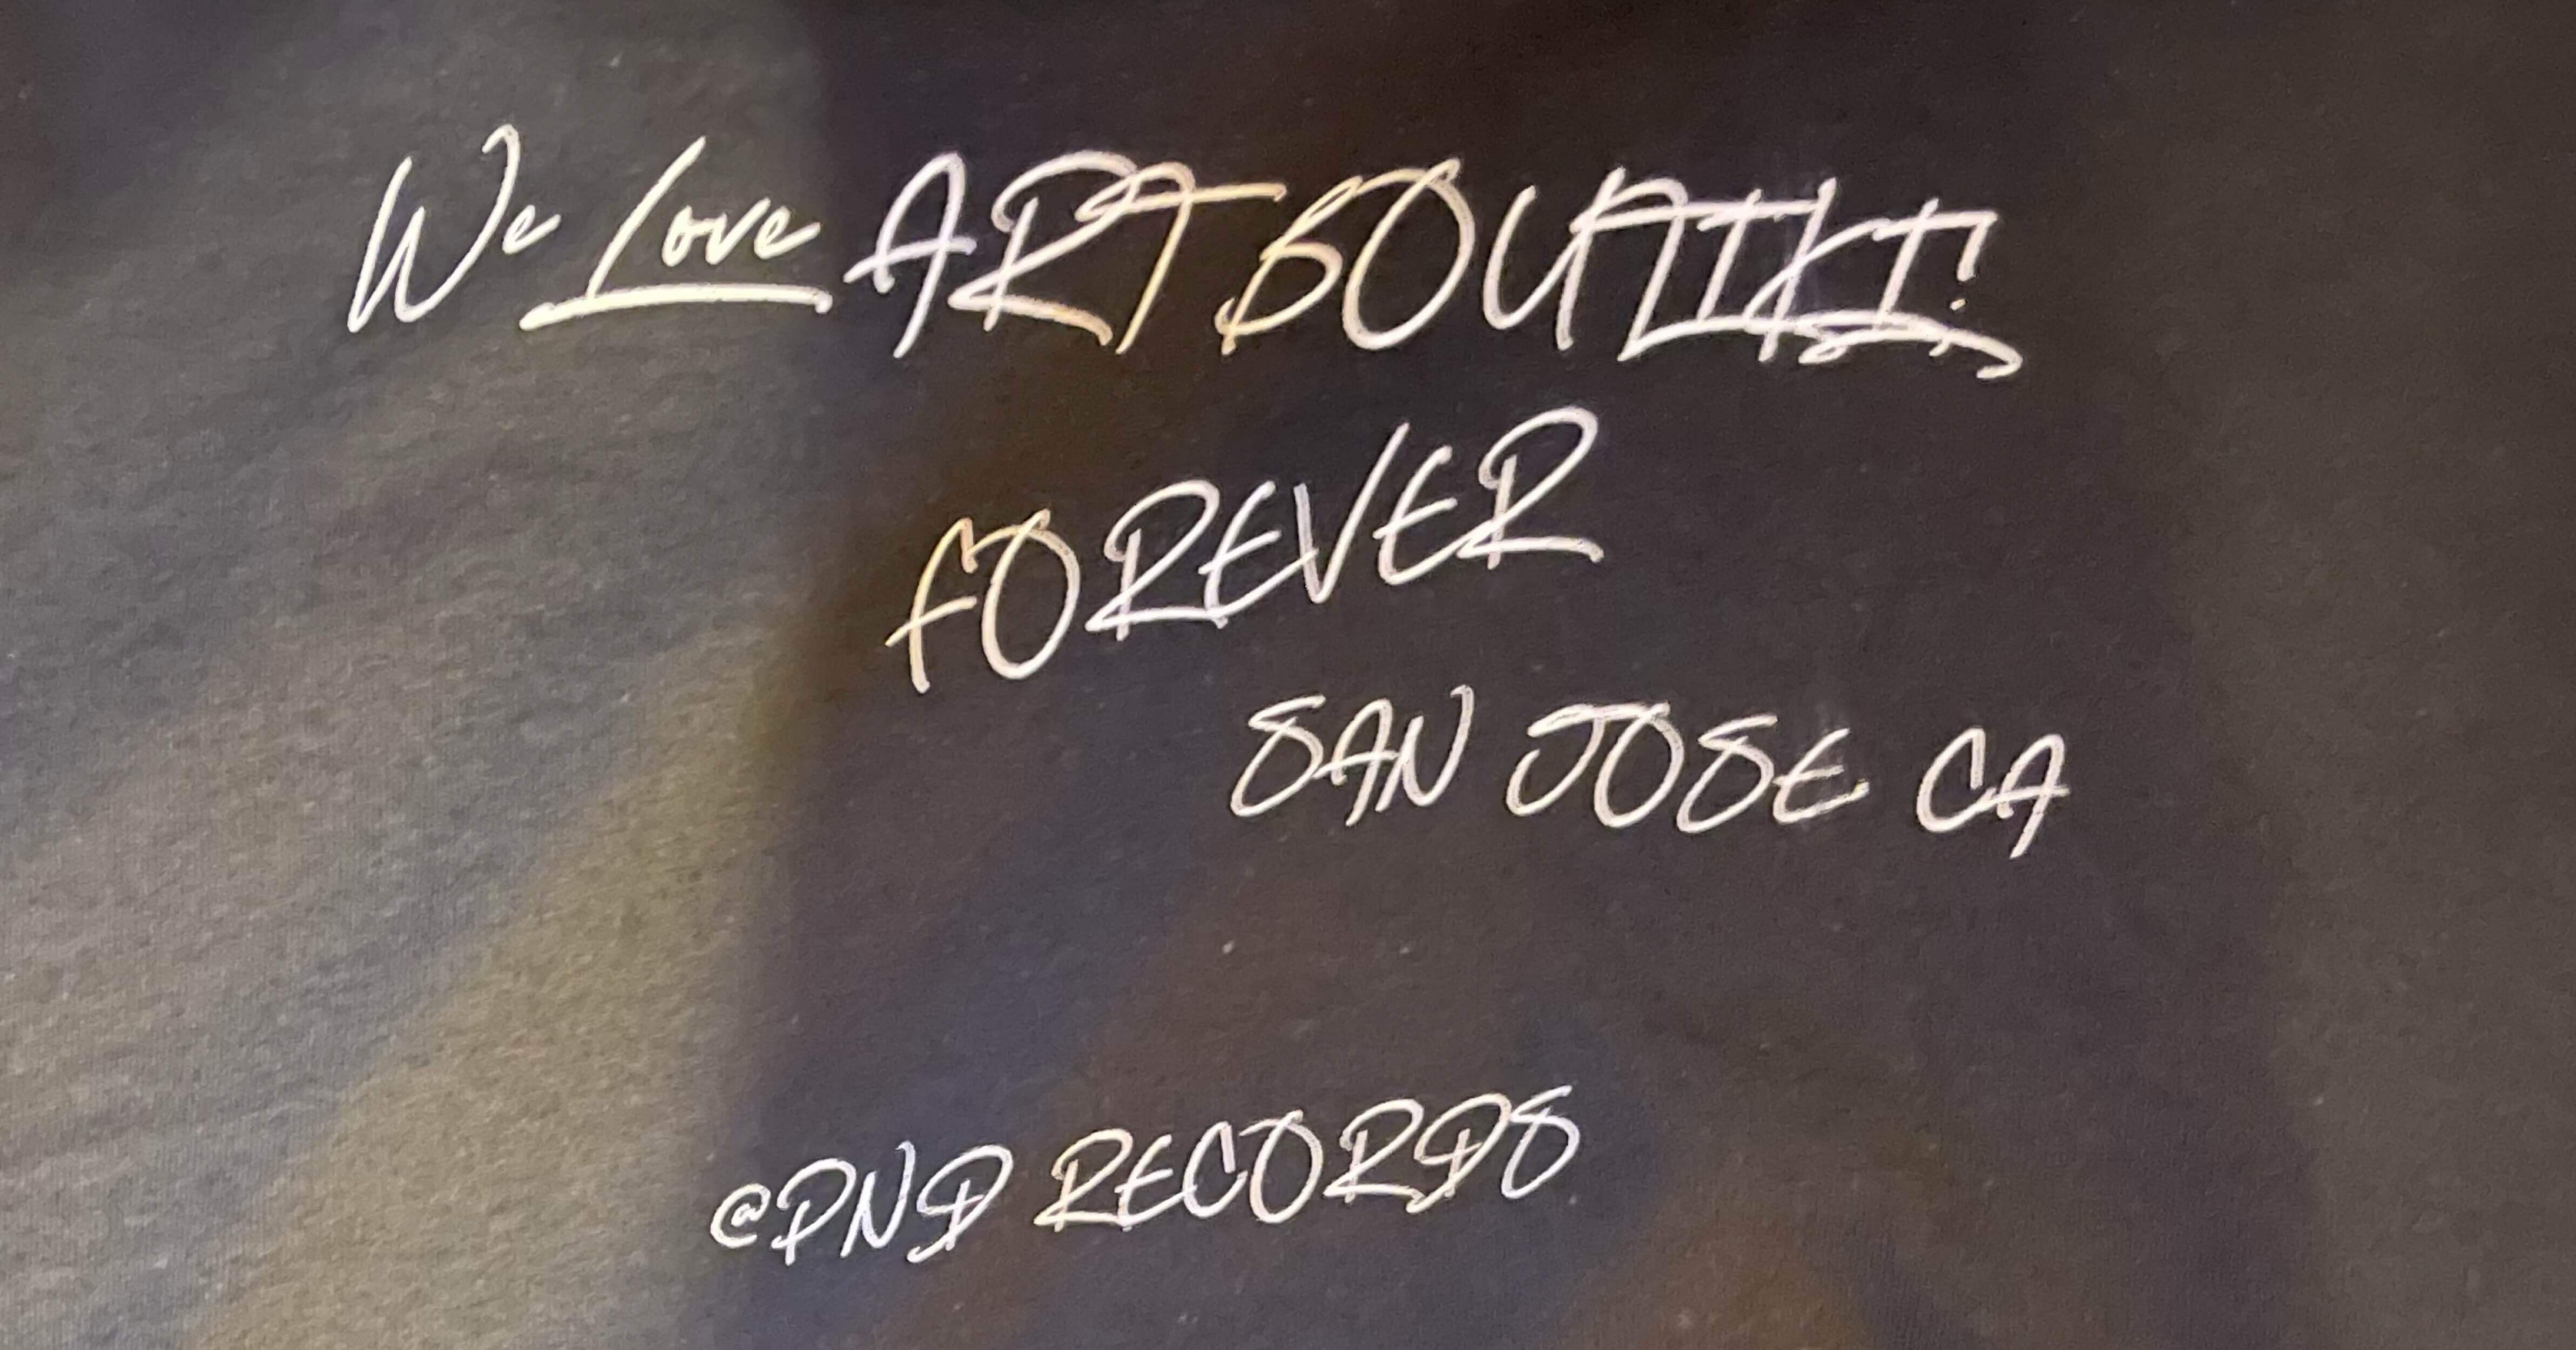 We Love ART BOUTIKI!
FOREVER
SAN JOSE CA
@PND RECORDS